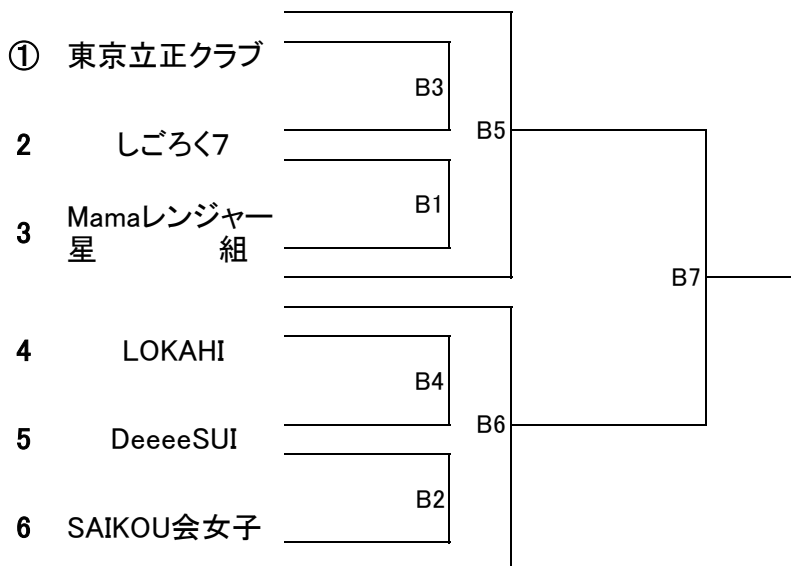 ① 東京立正クラブ
B3
2 しごろく7
B5
3 Mamaレンジャー
星 組
B1
B7
4 LOKAHI
B4
5 DeeeeSUI
B6
6 SAIKOU会女子
B2